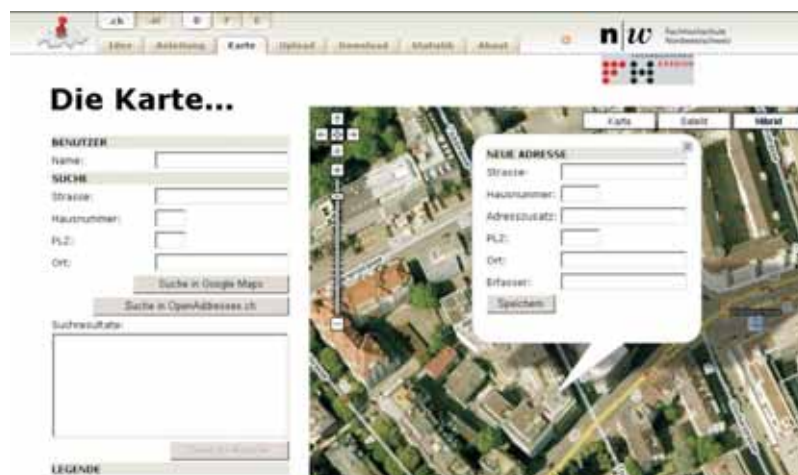 .ch D F E
Idee Anleitung Karte Upload Download Statistik About
n|w Fachhochschule
Nordwestschweiz
Die Karte...
BENUTZER
Name:
SUCHE
Strasse:
Hausnummer:
PLZ:
Ort:
Suche in Google Maps
Suche in OpenAddresses.ch
Suchresultate:
LEGENDE
Karte Satellit Hybrid
NEUE ADRESSE
Strasse:
Hausnummer:
Adresszusatz:
PLZ:
Ort:
Erfasser:
Speichern